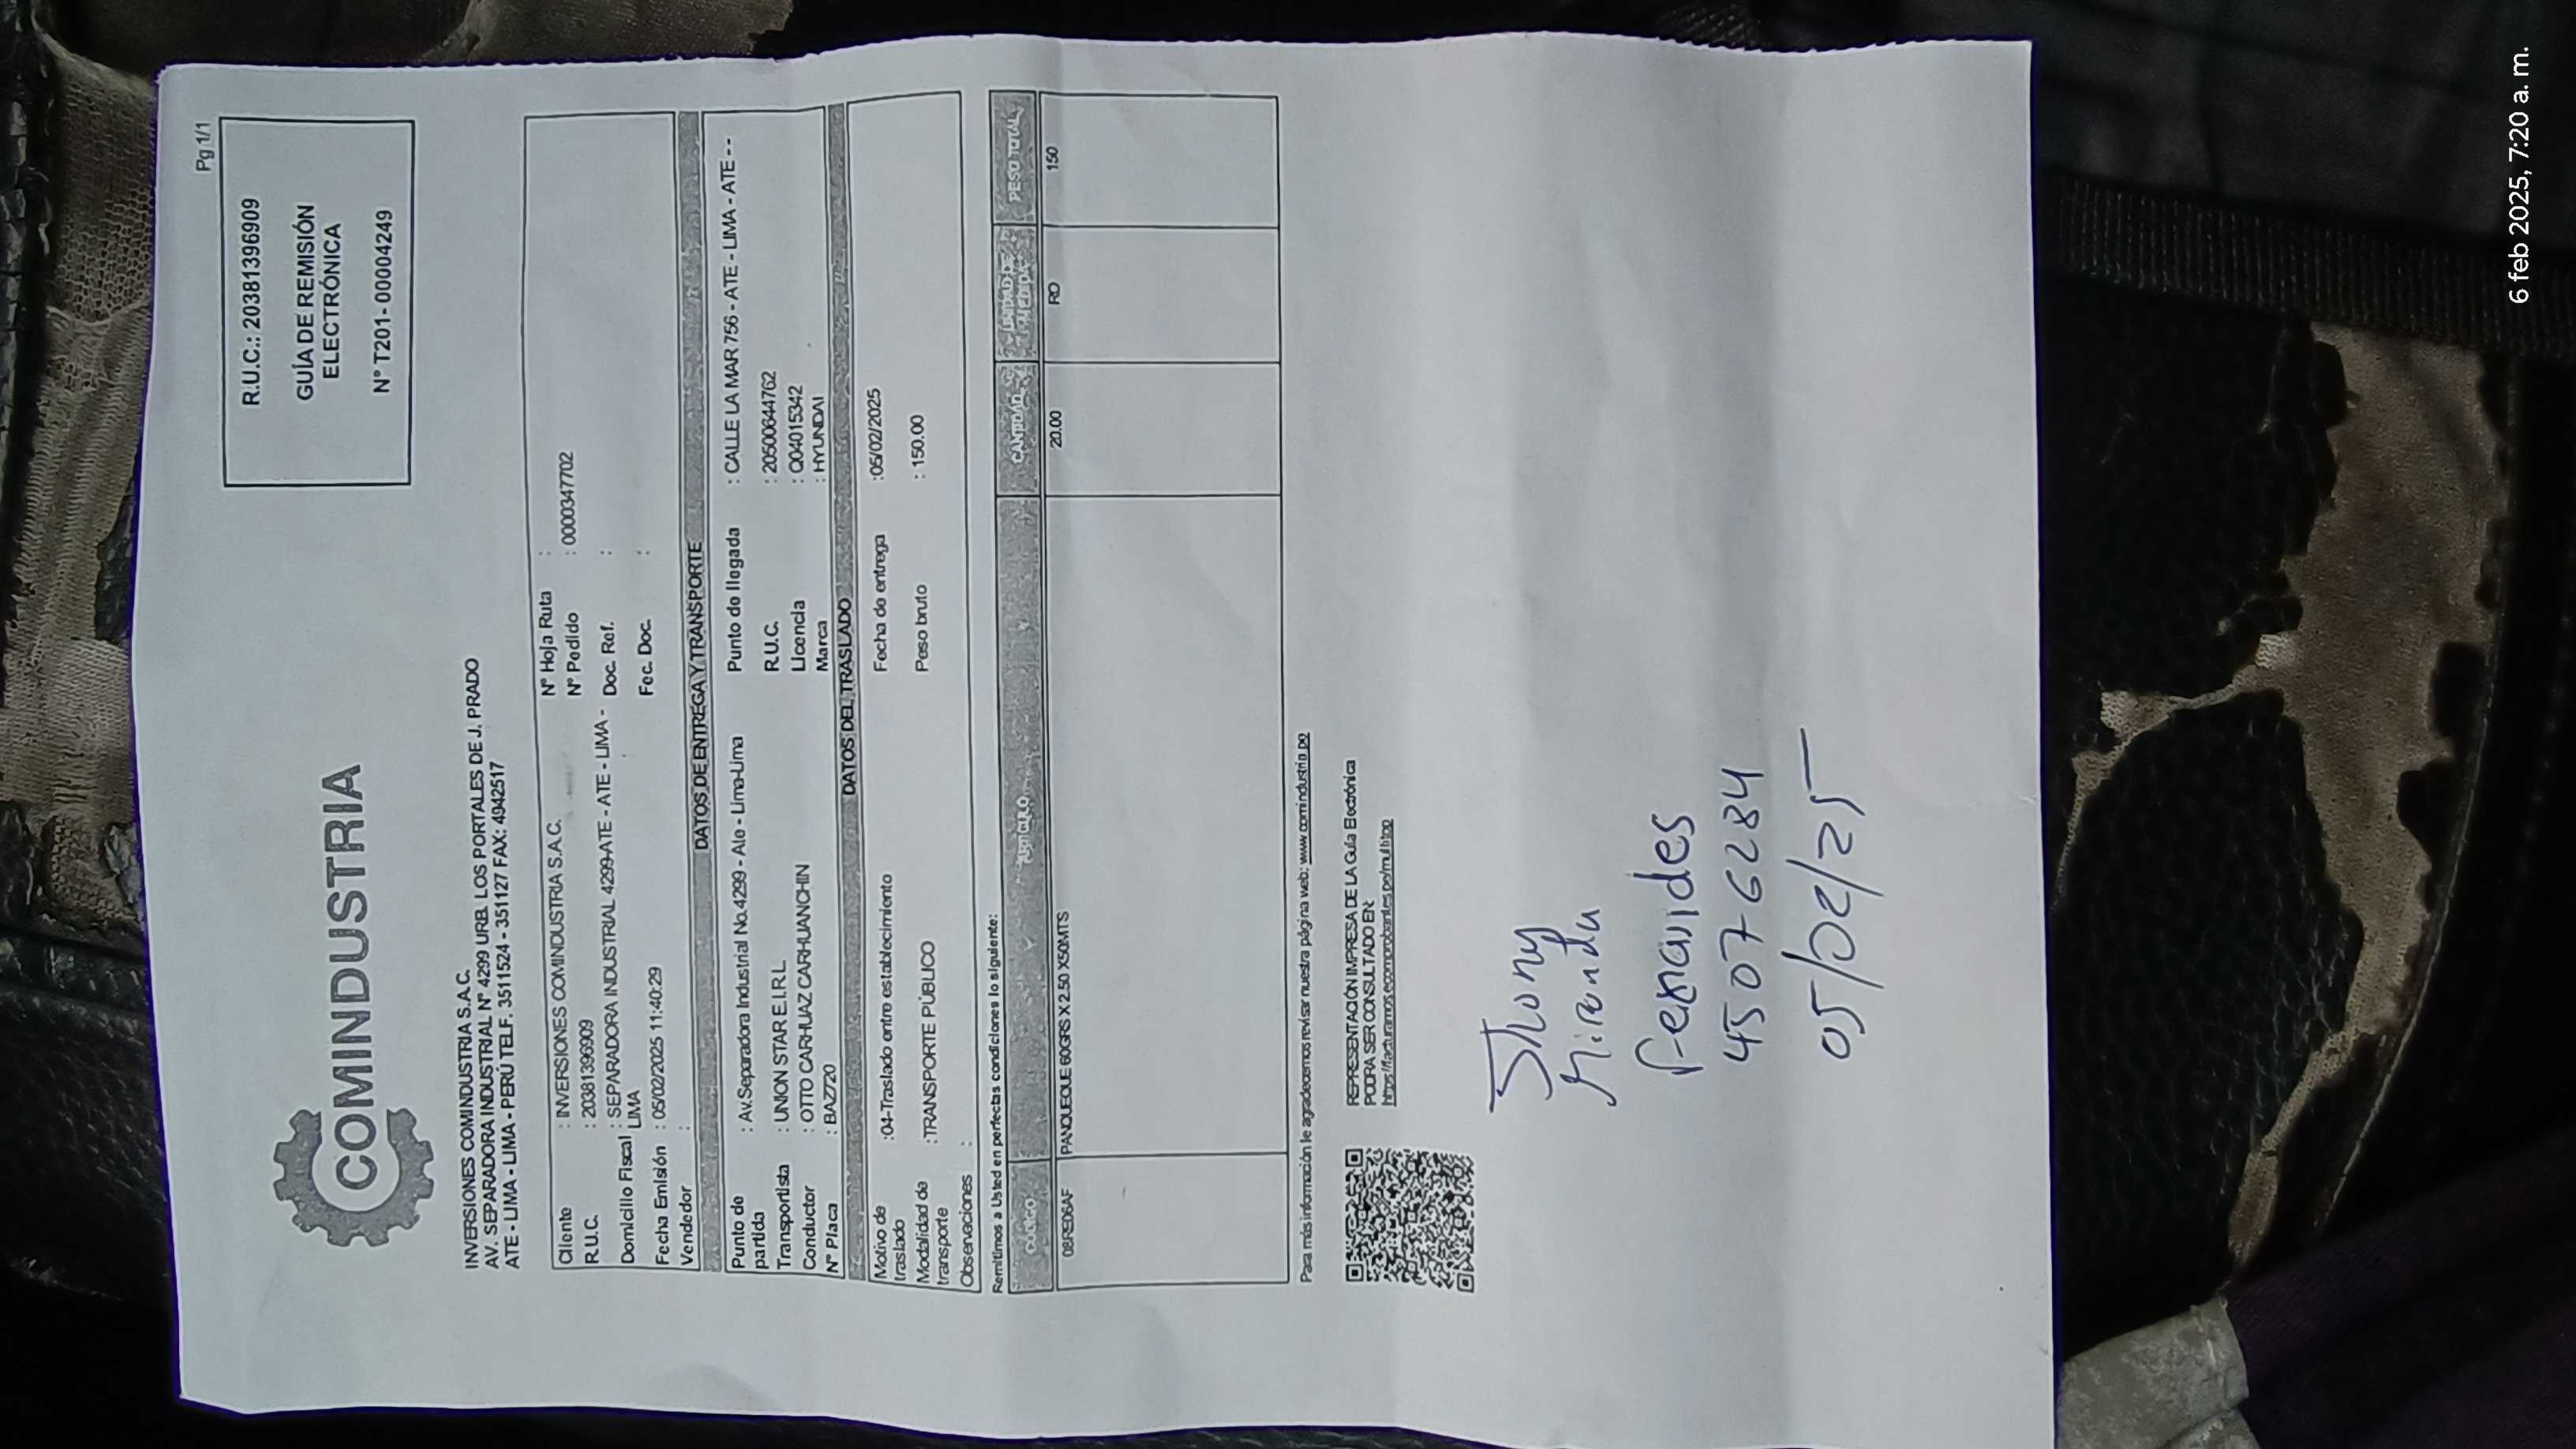 Pg 1/1
R.U.C.: 20381396909
GUÍA DE REMISIÓN
ELECTRÓNICA
N° T201- 00004249
COMINDUSTRIA
INVERSIONES COMINDUSTRIA S.A.C.
AV. SEPARADORA INDUSTRIAL N° 4299 URB. LOS PORTALES DE J. PRADO
ATE - LIMA - LIMA - PERÚ TELF. 3511524 - 351127 FAX: 4942517
Cliente : INVERSIONES COMINDUSTRIA S.A.C. N° Hoja Ruta :
R.U.C. : 20381396909 N° Pedido : 0000347702
Domicilio Fiscal : SEPARADORA INDUSTRIAL 4299-ATE - ATE - LIMA - Doc. Ref. :
LIMA
Fecha Emisión : 05/02/2025 11:40:29 Fec. Doc. :
Vendedor :
DATOS DE ENTREGA Y TRANSPORTE
Punto de partida : Av.Separadora Industrial No.4299 - Ate - Lima-Lima Punto de llegada : CALLE LA MAR 756 - ATE - LIMA - ATE - -
Transportista : UNION STAR E.I.R.L. R.U.C. : 20500644762
Conductor : OTTO CARHUAZ CARHUANCHIN Licencia : Q04015342
N° Placa : BAZ720 Marca : HYUNDAI
DATOS DEL TRASLADO
Motivo de traslado :04-Traslado entre establecimiento Fecha de entrega :05/02/2025
Modalidad de transporte :TRANSPORTE PÚBLICO Peso bruto : 150.00
Observaciones :
Remitimos a Usted en perfectas condiciones lo siguiente:
CODIGO ARTICULO CANTIDAD UNIDAD DE MEDIDA PESO TOTAL
08RE06AF PANQUEQUE 60GRS X 2.50 X50MTS 20.00 RO 150
Para más información le agradecemos revisar nuestra página web: www.comindustria.pe
REPRESENTACIÓN IMPRESA DE LA Guía Electrónica
PODRA SER CONSULTADO EN:
Jhony
Miranda
45076284
05/02/25
6 feb 2025, 7:20 a. m.